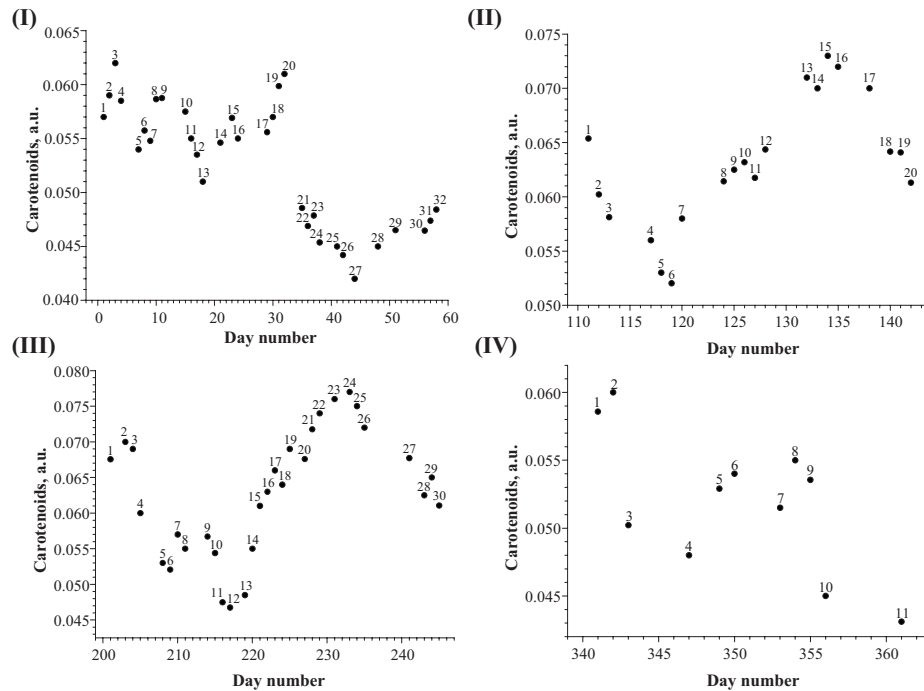 (I)
Carotenoids, a.u.
0.065
0.060
0.055
0.050
0.045
0.040
1 2 3 4 5 6 7 8 9 10 11 12 13 14 15 16 17 18 19 20 21 22 23 24 25 26 27 28 29 30 31 32
0 10 20 30 40 50 60
Day number
(II)
Carotenoids, a.u.
0.075
0.070
0.065
0.060
0.055
0.050
1 2 3 4 5 6 7 8 9 10 11 12 13 14 15 16 17 18 19 20
110 115 120 125 130 135 140
Day number
(III)
Carotenoids, a.u.
0.080
0.075
0.070
0.065
0.060
0.055
0.050
0.045
1 2 3 4 5 6 7 8 9 10 11 12 13 14 15 16 17 18 19 20 21 22 23 24 25 26 27 28 29 30
200 210 220 230 240
Day number
(IV)
Carotenoids, a.u.
0.060
0.055
0.050
0.045
1 2 3 4 5 6 7 8 9 10 11
340 345 350 355 360
Day number